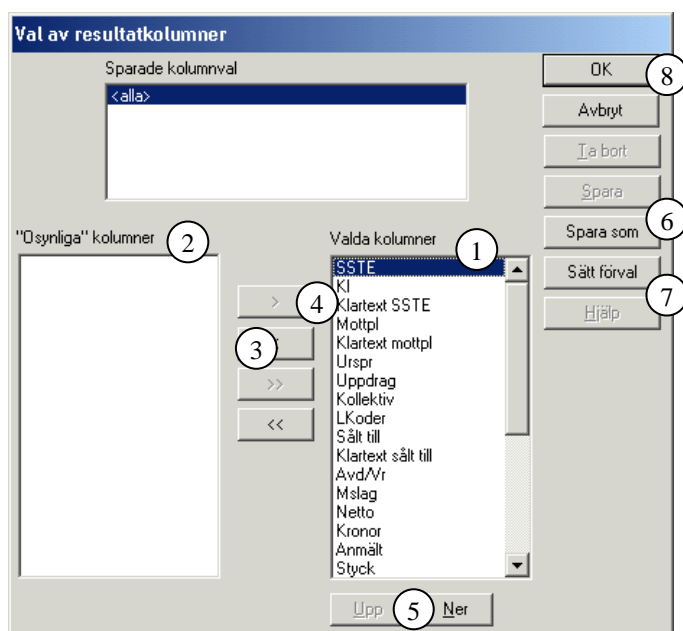 Val av resultatkolumner
Sparade kolumnval
<alla>
OK
8
Avbryt
Ta bort
Spara
Spara som
6
Sätt förval
7
Hjälp
"Osynliga" kolumner
2
Valda kolumner
1
>
4
3
>>
<<
SSTE
KI
Klartext SSTE
Mottpl
Klartext mottpl
Urspr
Uppdrag
Kollektiv
LKoder
Sålt till
Klartext sålt till
Avd/Vr
Mslag
Netto
Kronor
Anmält
Styck
Upp
5
Ner